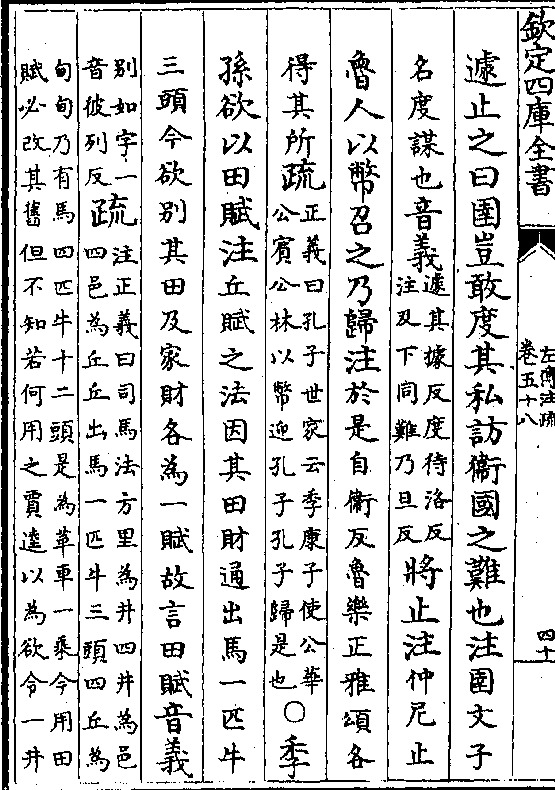 欽定四庫全書
左傳注疏
卷五十八
四十
遽止之曰圉豈敢度其私訪衞國之難也注圉文子
名度謀也音義遽其據反度待洛反
注及下同難乃旦反將止注仲尼止
魯人以幣召之乃歸注於是自衞反魯樂正雅頌各
得其所疏正義曰孔子世家云季康子使公華
公賓公林以幣迎孔子孔子歸是也〇季
孫欲以田賦注丘賦之法因其田財通出馬一匹牛
三頭今欲别其田及家財各為一賦故言田賦音義
别如字一
音彼列反疏注正義曰司馬法方里為井四井為邑
四邑為丘丘出馬一匹牛三頭四丘為
甸甸乃有馬四匹牛十二頭是為革車一乘今用田
賦必改其舊但不知若何用之賈逵以為欲令一井